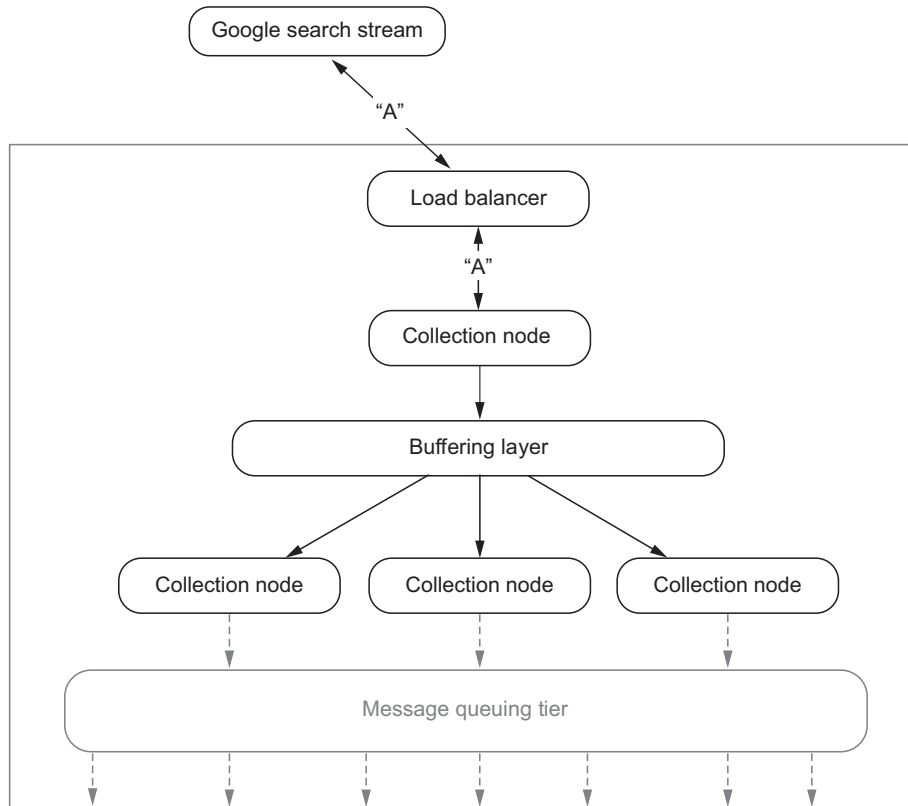 Google search stream
“A”
Load balancer
“A”
Collection node
Buffering layer
Collection node
Collection node
Collection node
Message queuing tier